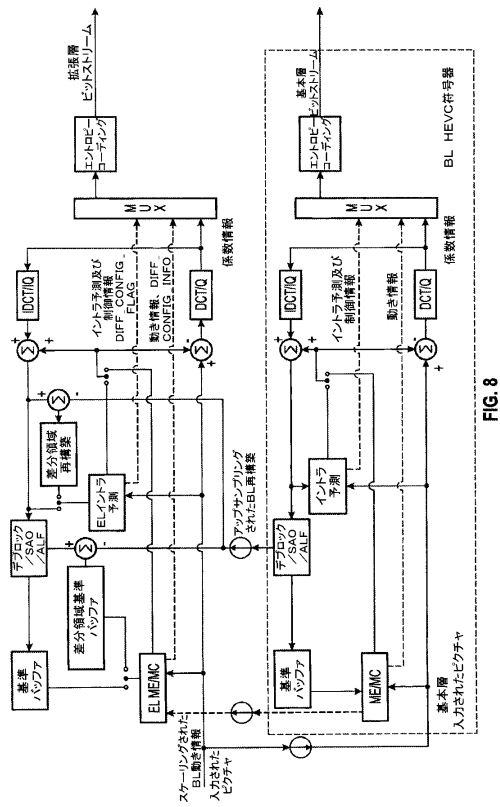 拡張層
ビットストリーム
エントロピー
コーディング
MUX
係数情報
IDCT/IQ
DCT/IQ
イントラ予測及び
制御情報
DIFF_CONFIG_
FLAG
動き情報, DIFF_
CONFIG_INFO_
Σ
+
+
Σ
-
+
Σ
+
-
差分領域
再構築
ELイントラ
予測
デブロック
/SAO
/ALF
Σ
-
アップサンプリング
されたBL再構築
差分領域基準
バッファ
基準
バッファ
EL ME/MC
スケーリングされた
BL動き情報
入力された
ピクチャ
基本層
ビットストリーム
エントロピー
コーディング
BL HEVC符号器
MUX
係数情報
IDCT/IQ
DCT/IQ
イントラ予測及び
制御情報
動き情報
Σ
+
+
Σ
-
+
イントラ
予測
デブロック
/SAO
/ALF
基準
バッファ
ME/MC
基本層
入力されたピクチャ
FIG. 8